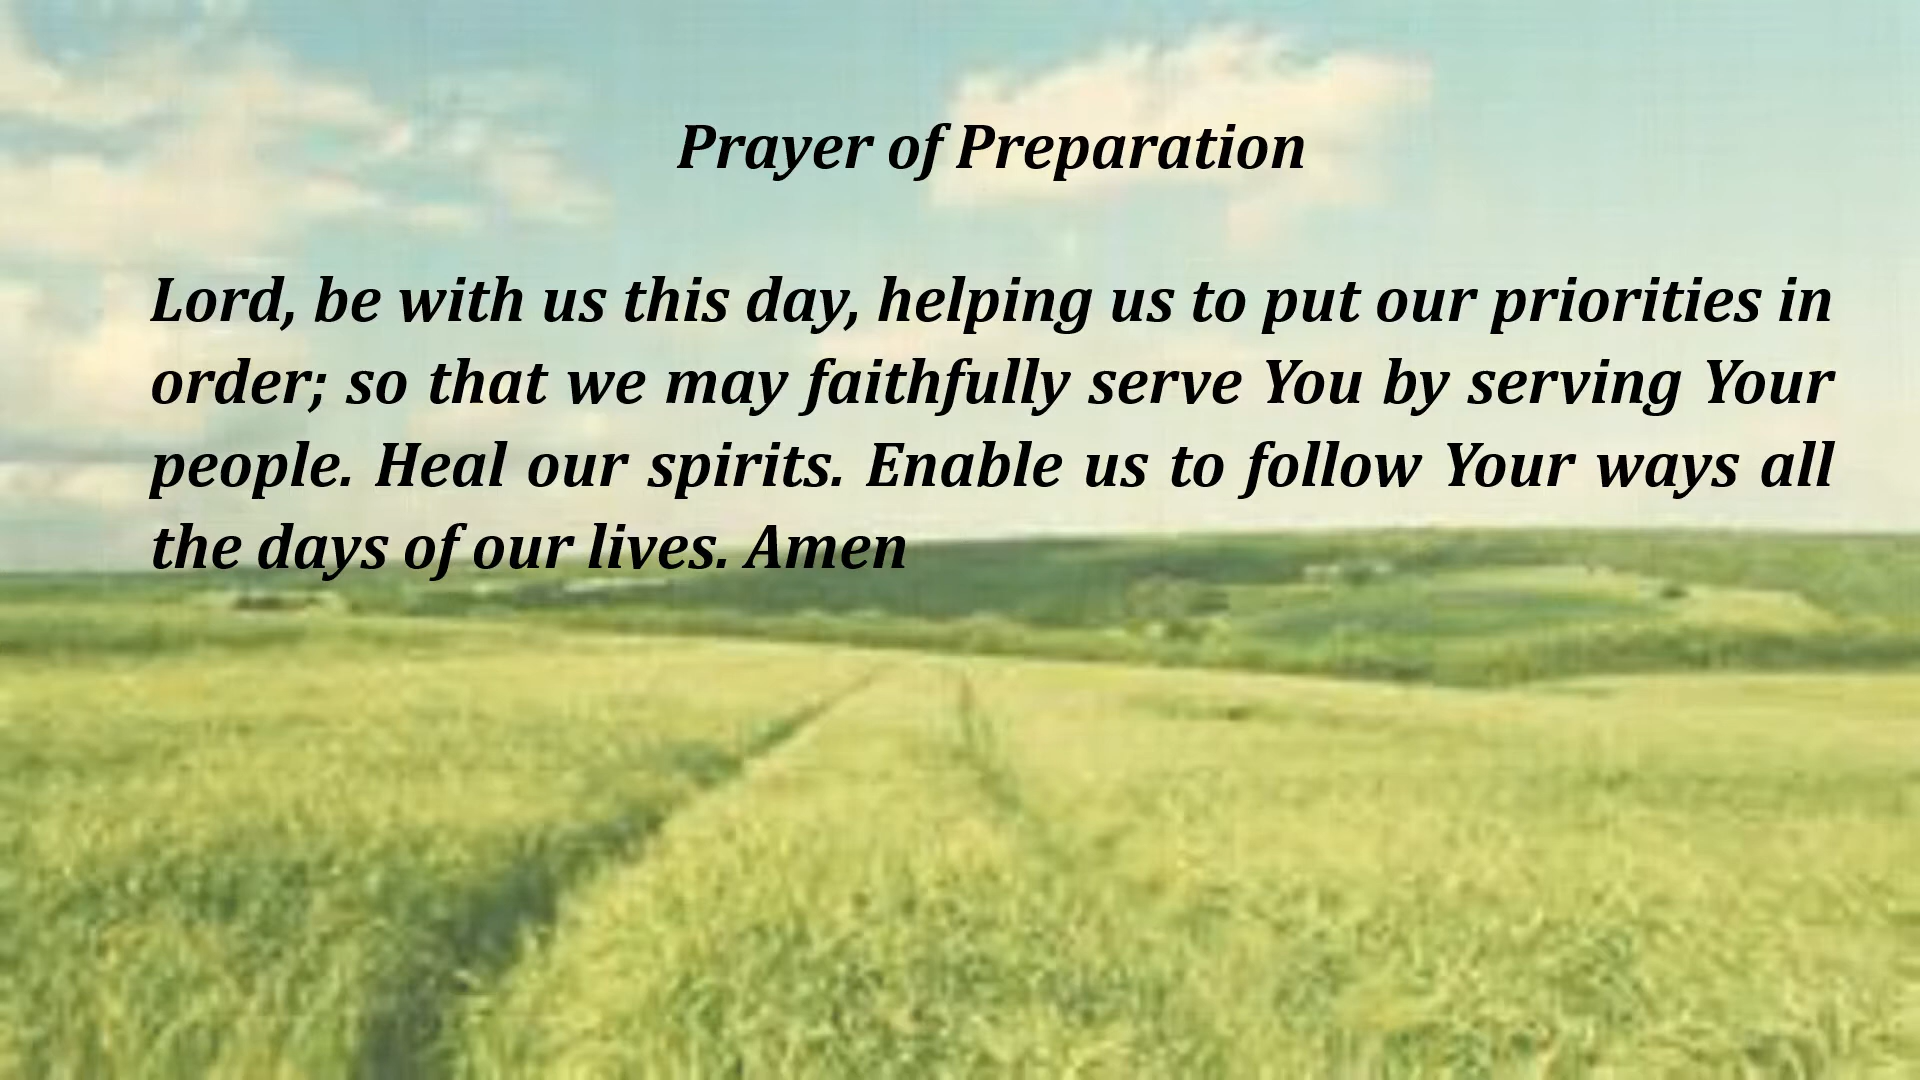 Prayer of Preparation
Lord, be with us this day, helping us to put our priorities in
order; so that we may faithfully serve You by serving Your
people. Heal our spirits. Enable us to follow Your ways all
the days of our lives. Amen